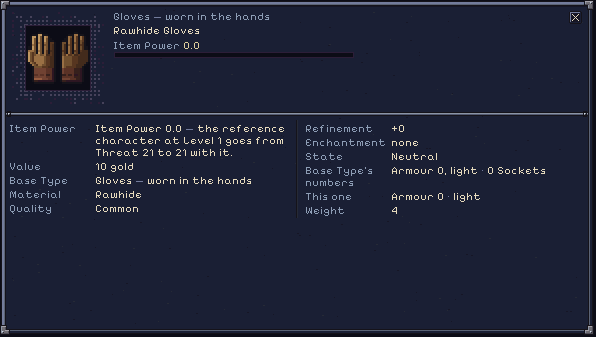 Gloves — worn in the hands
Rawhide Gloves
Item Power 0.0
Item Power
Item Power 0.0 — the reference
character at Level 1 goes from
Threat 21 to 21 with it.
Value
10 gold
Base Type
Gloves — worn in the hands
Material
Rawhide
Quality
Common
Refinement
+0
Enchantment
none
State
Neutral
Base Type's
numbers
Armour 0, light · 0 Sockets
This one
Armour 0 · light
Weight
4